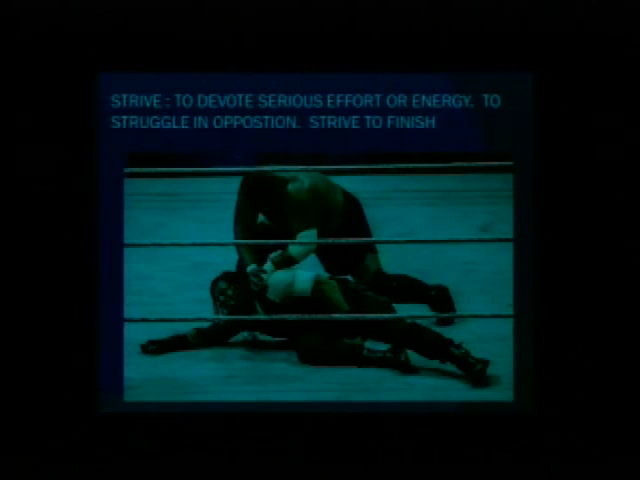 STRIVE : TO DEVOTE SERIOUS EFFORT OR ENERGY. TO
STRUGGLE IN OPPOSTION. STRIVE TO FINISH